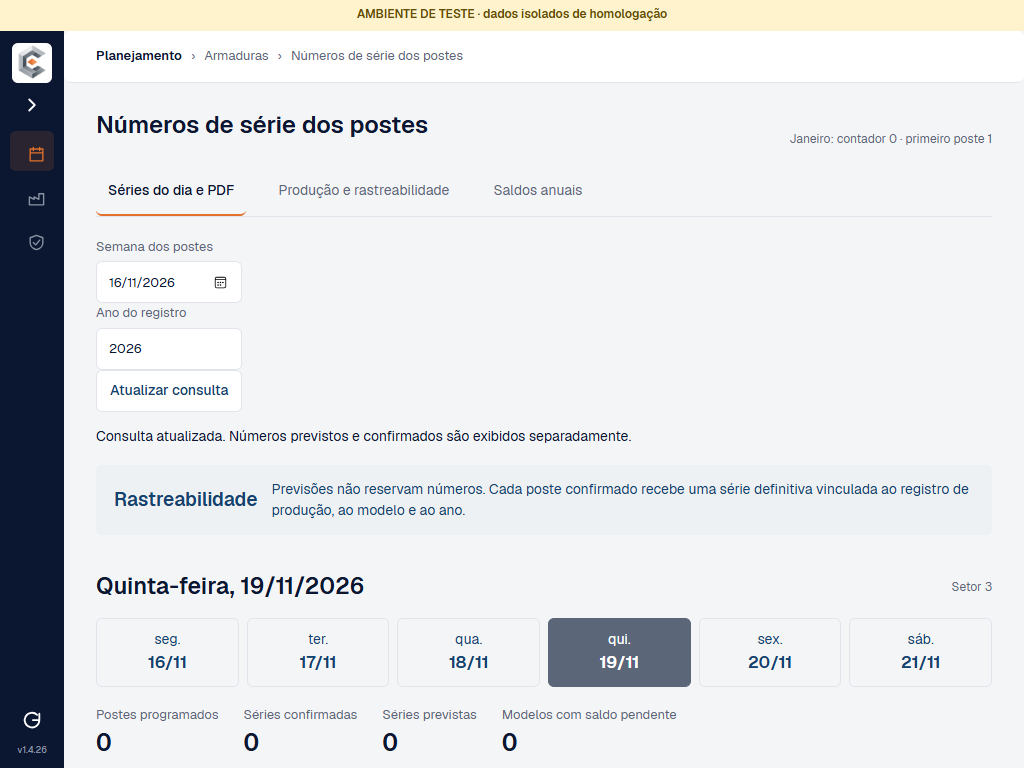 AMBIENTE DE TESTE · dados isolados de homologação
Planejamento › Armaduras › Números de série dos postes
Números de série dos postes
Janeiro: contador 0 · primeiro poste 1
Séries do dia e PDF Produção e rastreabilidade Saldos anuais
Semana dos postes
16/11/2026
Ano do registro
2026
Atualizar consulta
Consulta atualizada. Números previstos e confirmados são exibidos separadamente.
Rastreabilidade
Previsões não reservam números. Cada poste confirmado recebe uma série definitiva vinculada ao registro de
produção, ao modelo e ao ano.
Quinta-feira, 19/11/2026
Setor 3
seg. ter. qua. qui. sex. sáb.
16/11 17/11 18/11 19/11 20/11 21/11
Postes programados Séries confirmadas Séries previstas Modelos com saldo pendente
0 0 0 0
v1.4.26